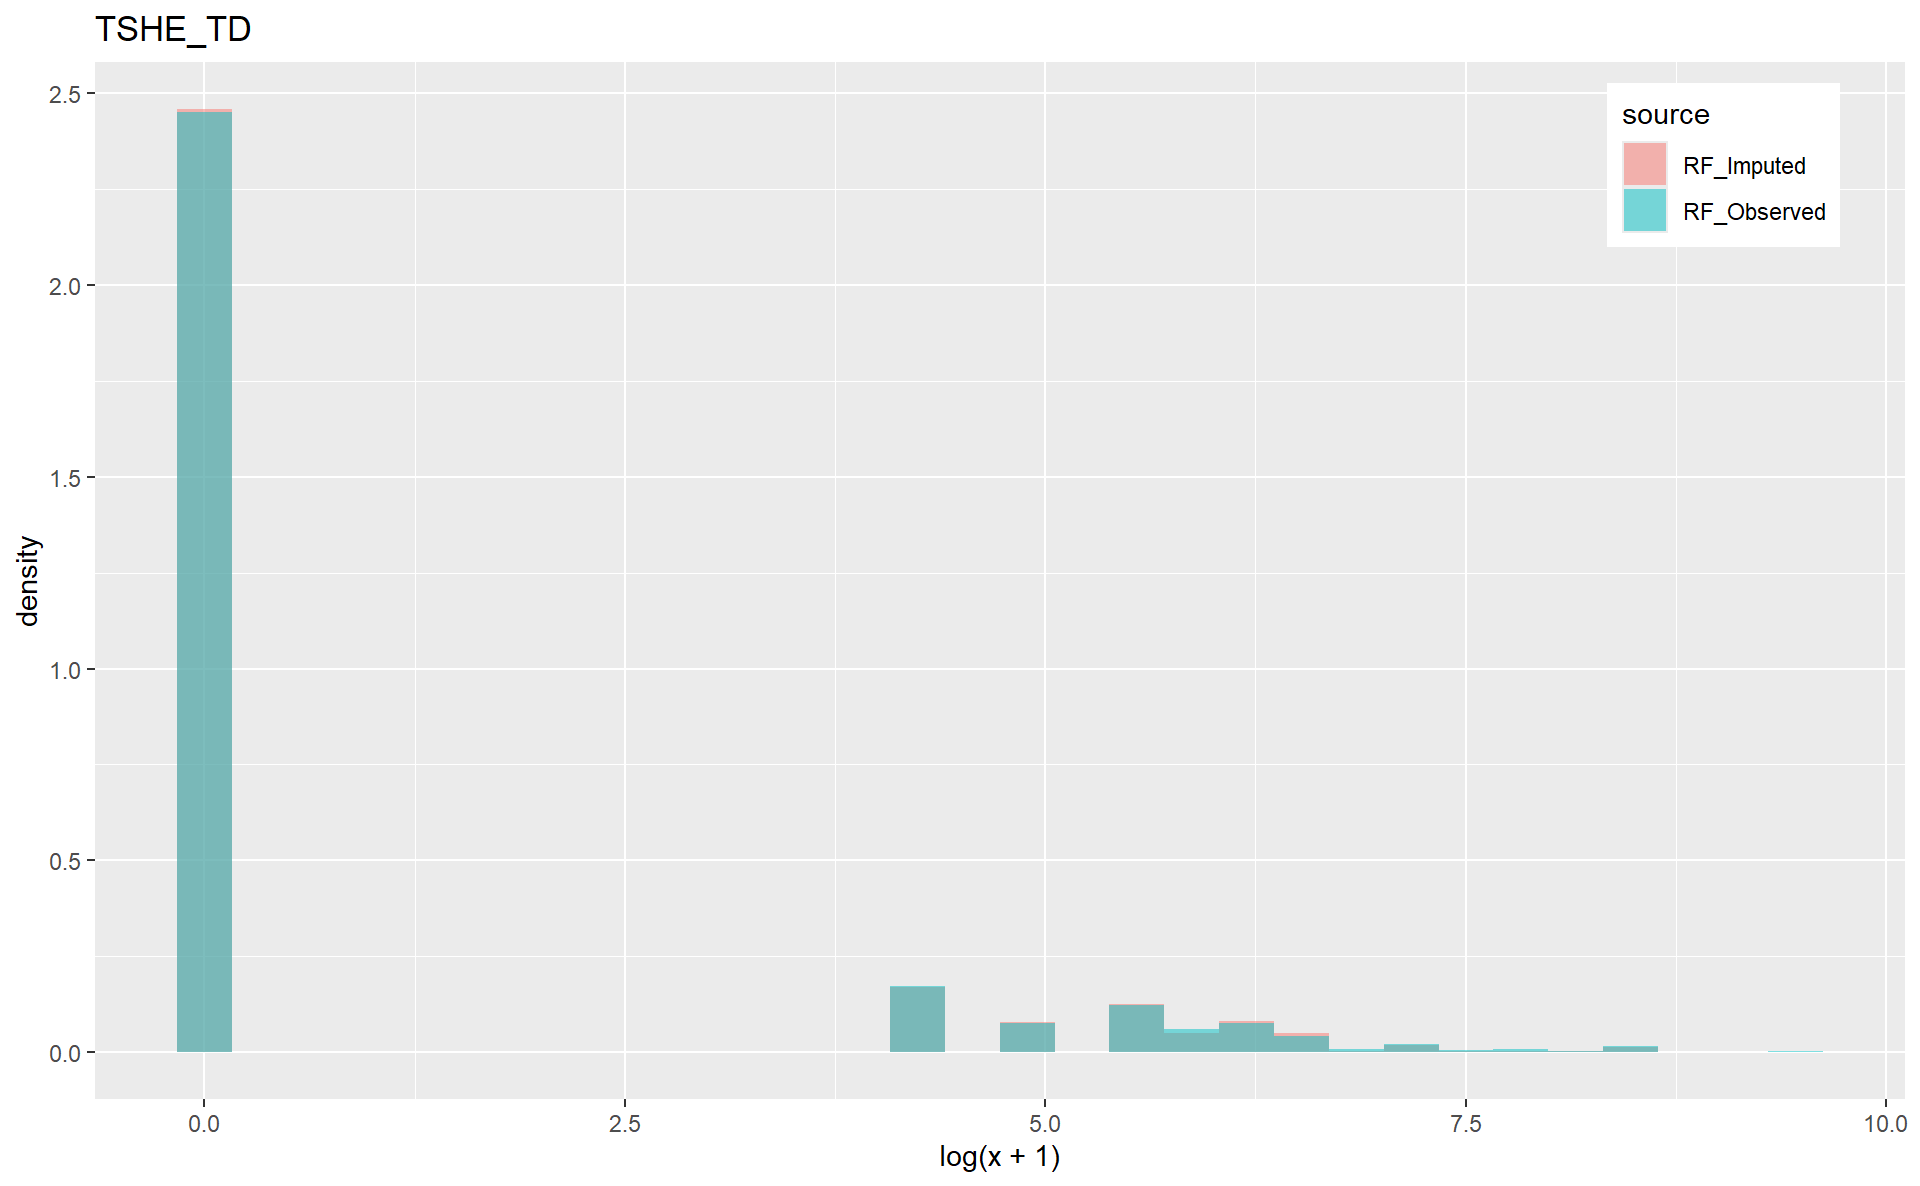 TSHE_TD
2.5
2.0
1.5
1.0
0.5
0.0
density
source
RF_Imputed
RF_Observed
0.0 2.5 5.0 7.5 10.0
log(x + 1)